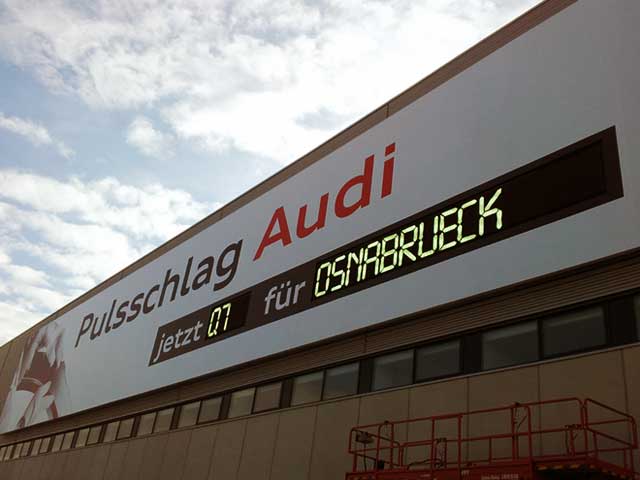 Pulsschlag Audi
jetzt Q7 für OSNABRUECK